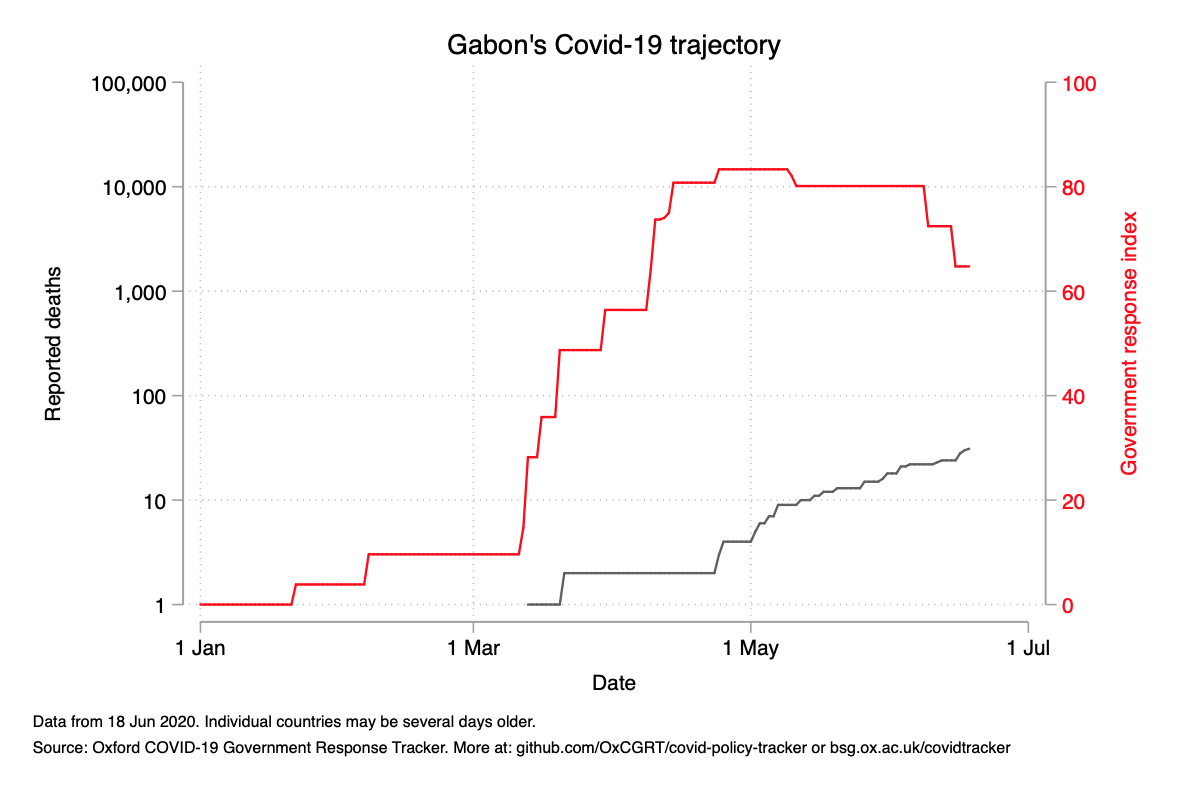 Gabon's Covid-19 trajectory
100,000
10,000
1,000
100
10
1
Reported deaths
100
80
60
40
20
0
Government response index
1 Jan
1 Mar
1 May
1 Jul
Date
Data from 18 Jun 2020. Individual countries may be several days older.
Source: Oxford COVID-19 Government Response Tracker. More at: github.com/OxCGRT/covid-policy-tracker or bsg.ox.ac.uk/covidtracker